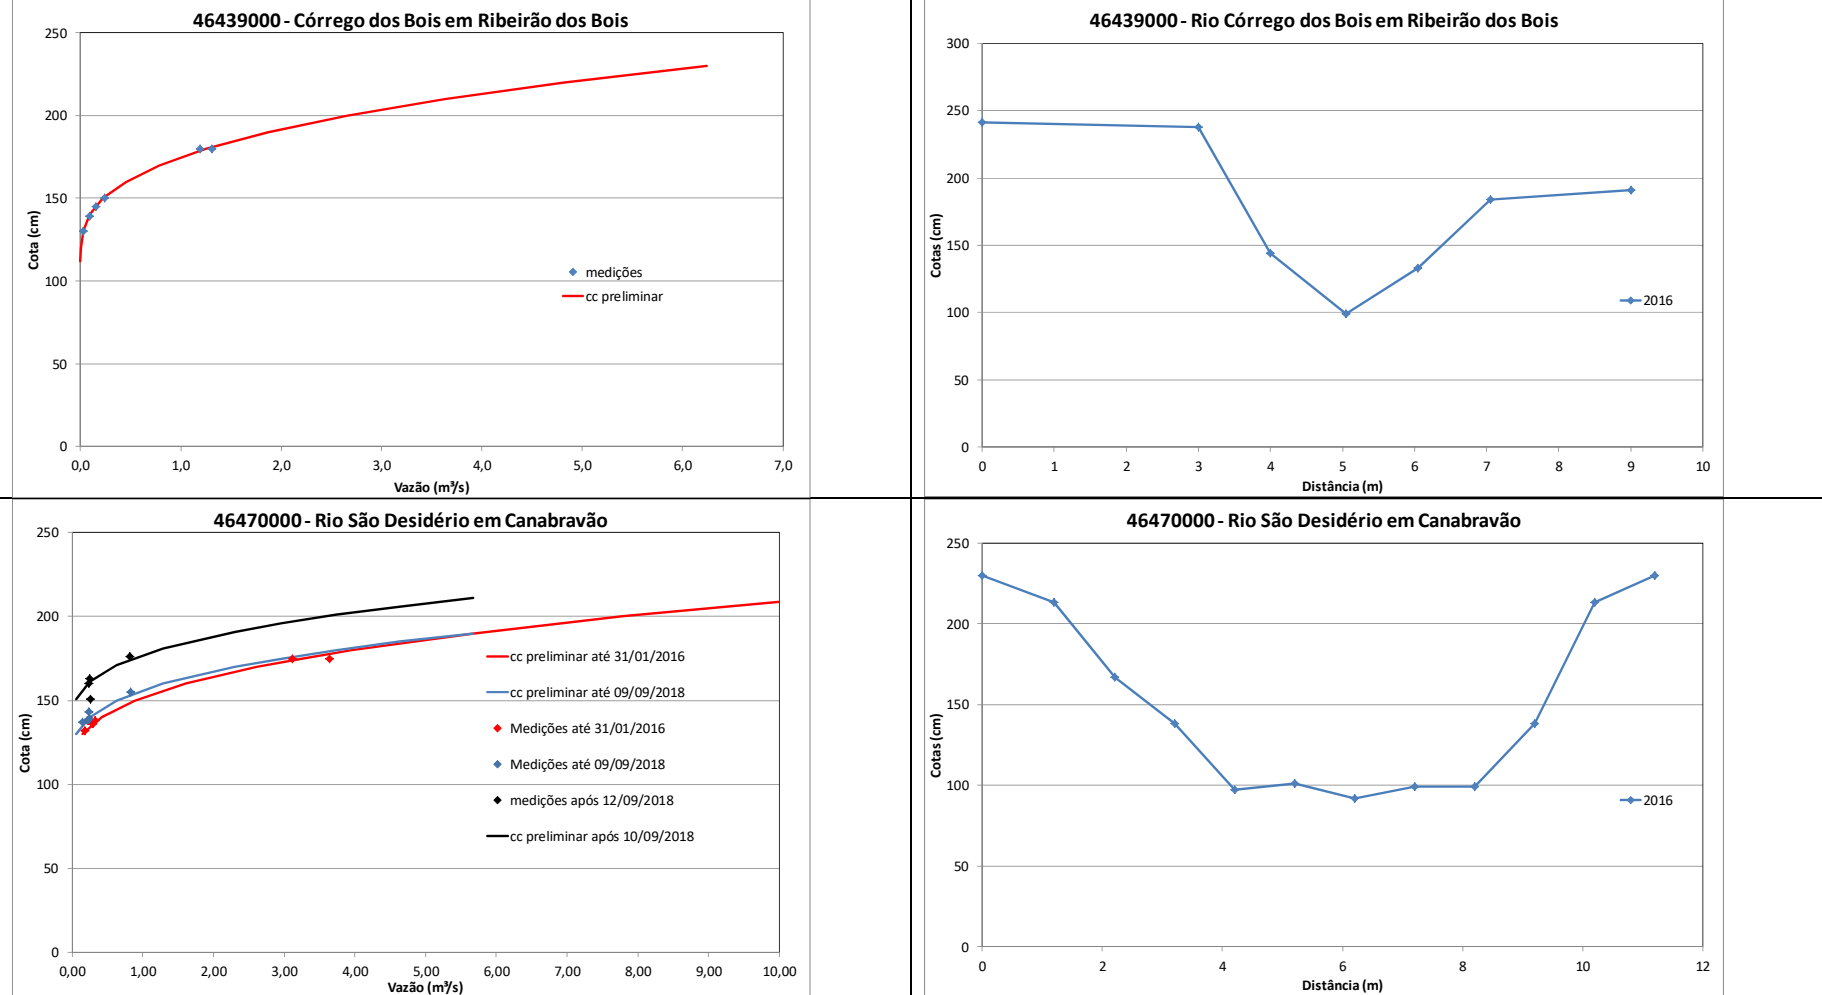 46439000 - Córrego dos Bois em Ribeirão dos Bois
250
200
150
100
50
0
Cota (cm)
medições
cc preliminar
0,0 1,0 2,0 3,0 4,0 5,0 6,0 7,0
Vazão (m³/s)
46439000 - Rio Córrego dos Bois em Ribeirão dos Bois
300
250
200
150
100
50
0
Cotas (cm)
2016
0 1 2 3 4 5 6 7 8 9 10
Distância (m)
46470000 - Rio São Desidério em Canabravão
250
200
150
100
50
0
Cota (cm)
cc preliminar até 31/01/2016
cc preliminar até 09/09/2018
Medições até 31/01/2016
Medições até 09/09/2018
medições após 12/09/2018
cc preliminar após 10/09/2018
0,00 1,00 2,00 3,00 4,00 5,00 6,00 7,00 8,00 9,00 10,00
Vazão (m³/s)
46470000 - Rio São Desidério em Canabravão
250
200
150
100
50
0
Cotas (cm)
2016
0 2 4 6 8 10 12
Distância (m)